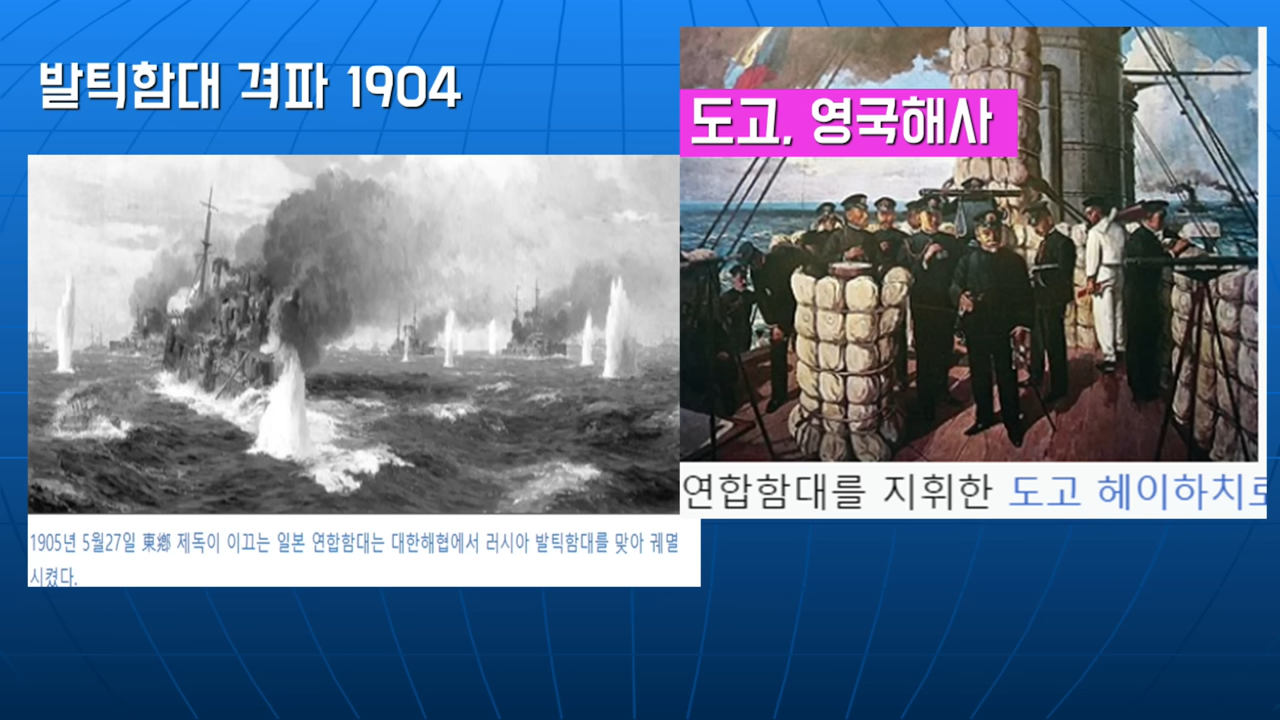 발틱함대 격파 1904
도고, 영국해사
연합함대를 지휘한 도고 헤이하치로
1905년 5월27일 東鄕 제독이 이끄는 일본 연합함대는 대한해협에서 러시아 발틱함대를 맞아 궤멸
시켰다.